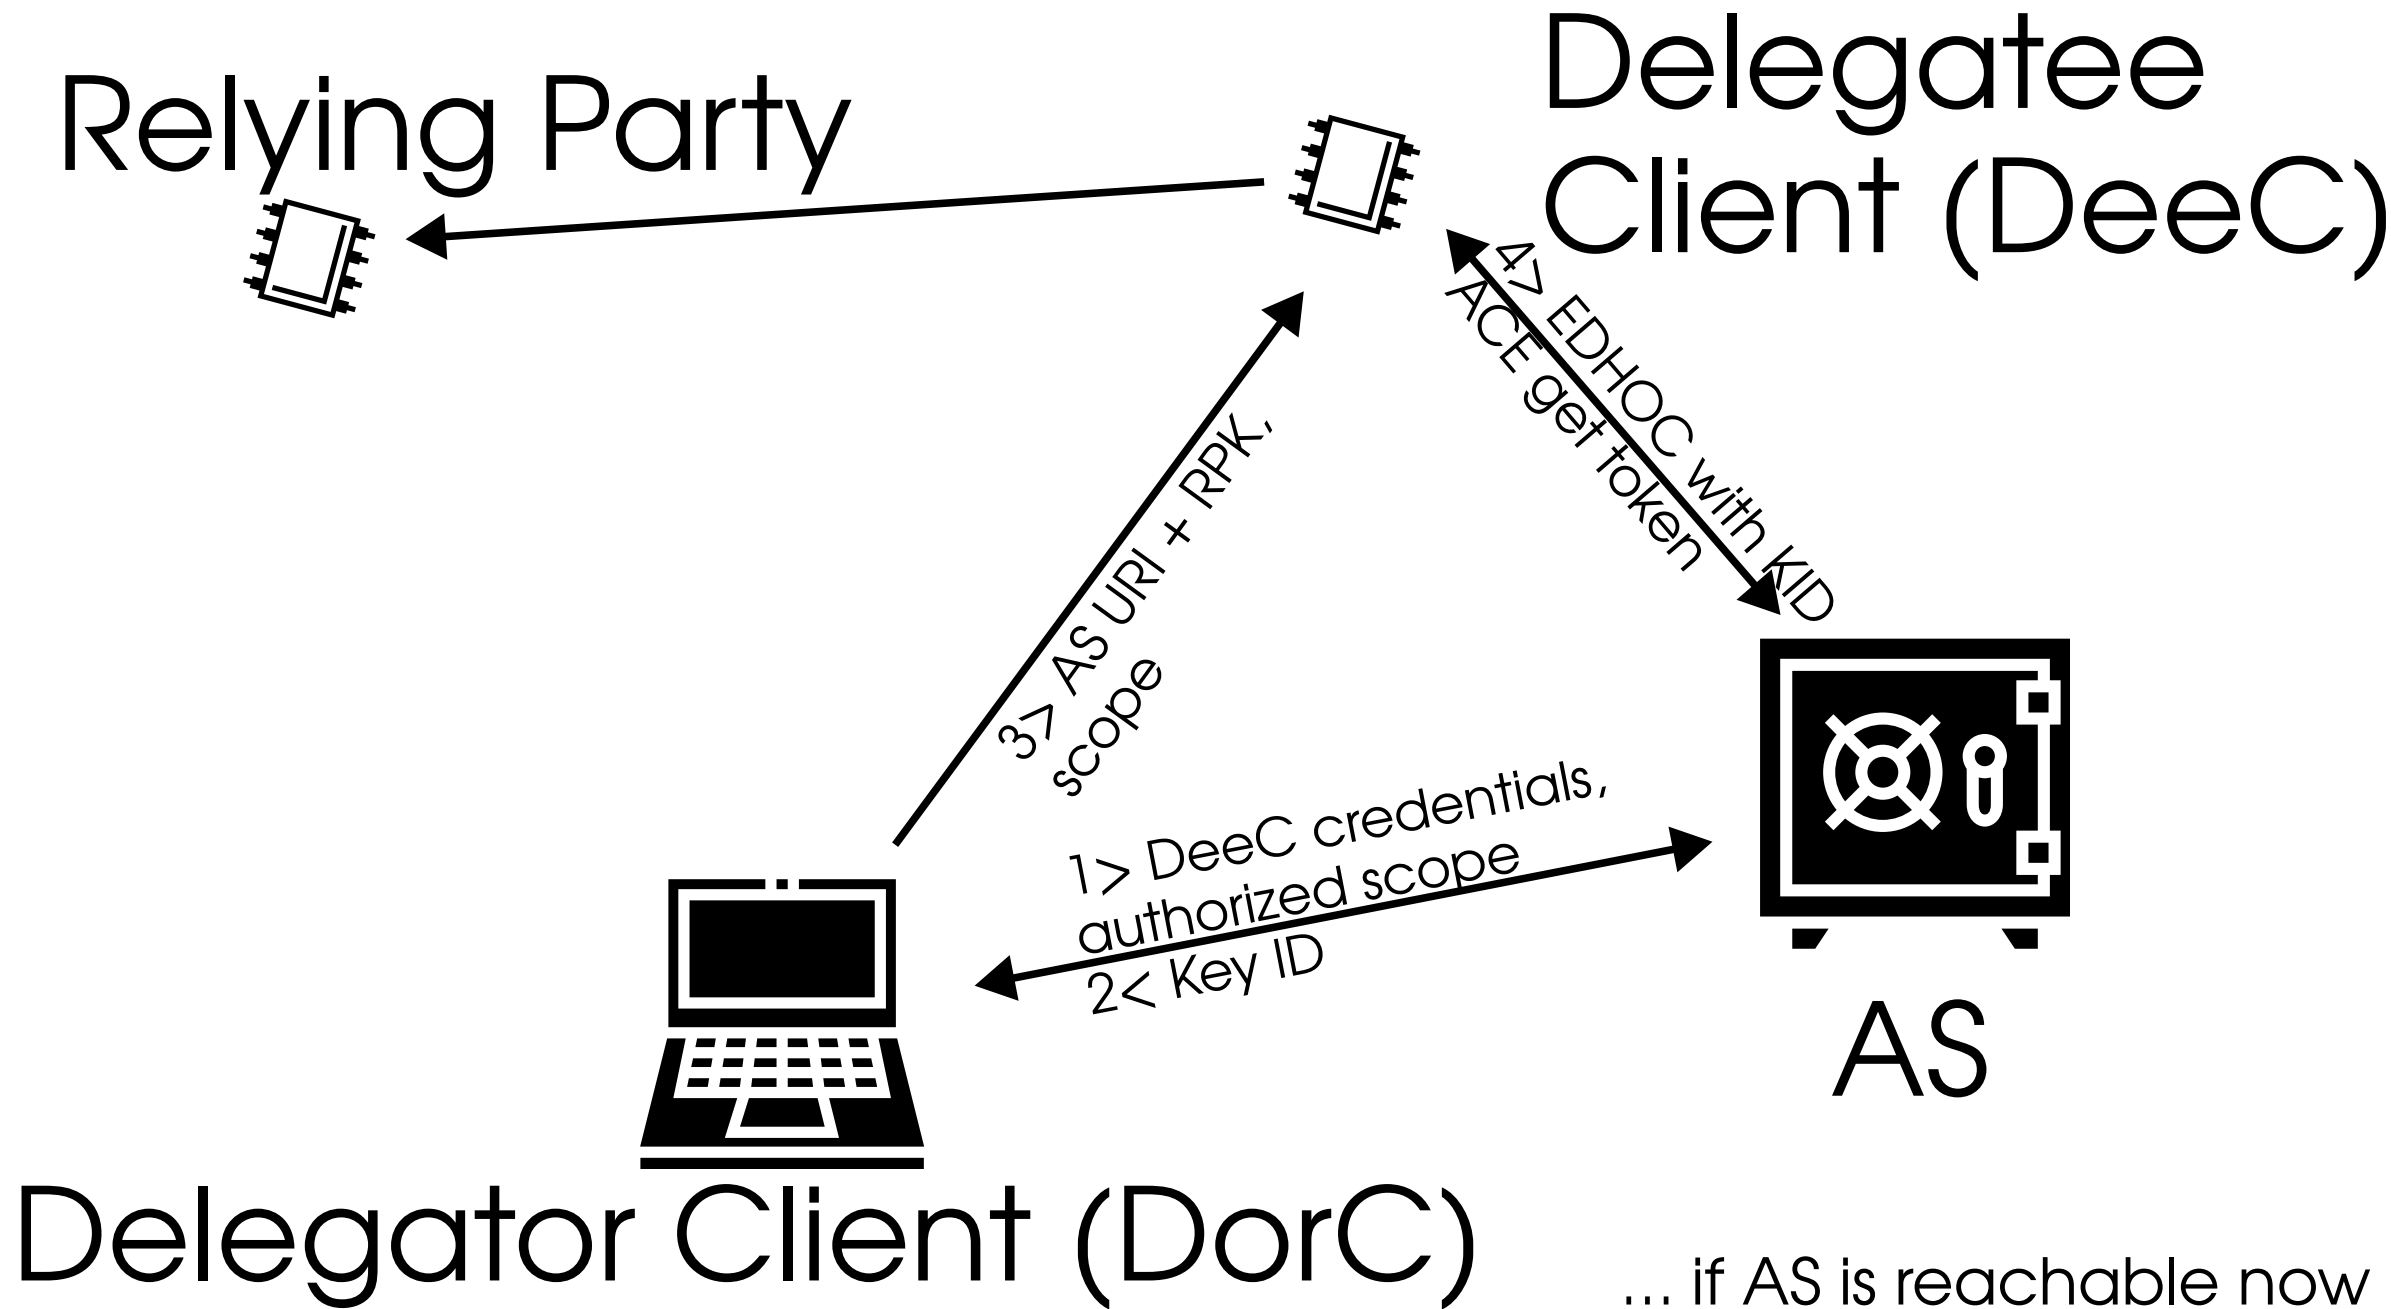 Relying Party
Delegatee
Client (DeeC)
4> EDHOC with KID
ACE get token
3> AS URI + RPK,
scope
1> DeeC credentials,
authorized scope
2< Key ID
AS
Delegator Client (DorC)
... if AS is reachable now